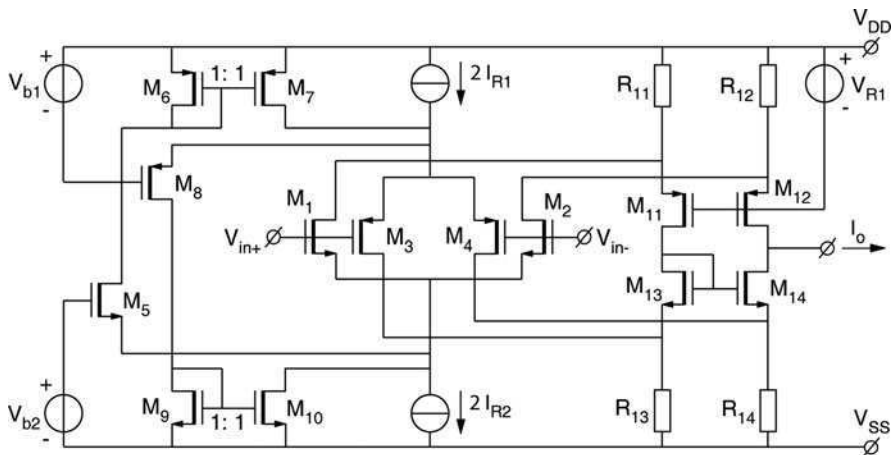 V_DD
+
V_b1
-
M_6
1: 1
M_7
2 I_R1
R_11
R_12
+
V_R1
-
M_8
M_1
M_2
M_11
M_12
V_in+
M_3
M_4
V_in-
I_o
M_5
M_13
M_14
+
V_b2
-
M_9
1: 1
M_10
2 I_R2
R_13
R_14
V_SS